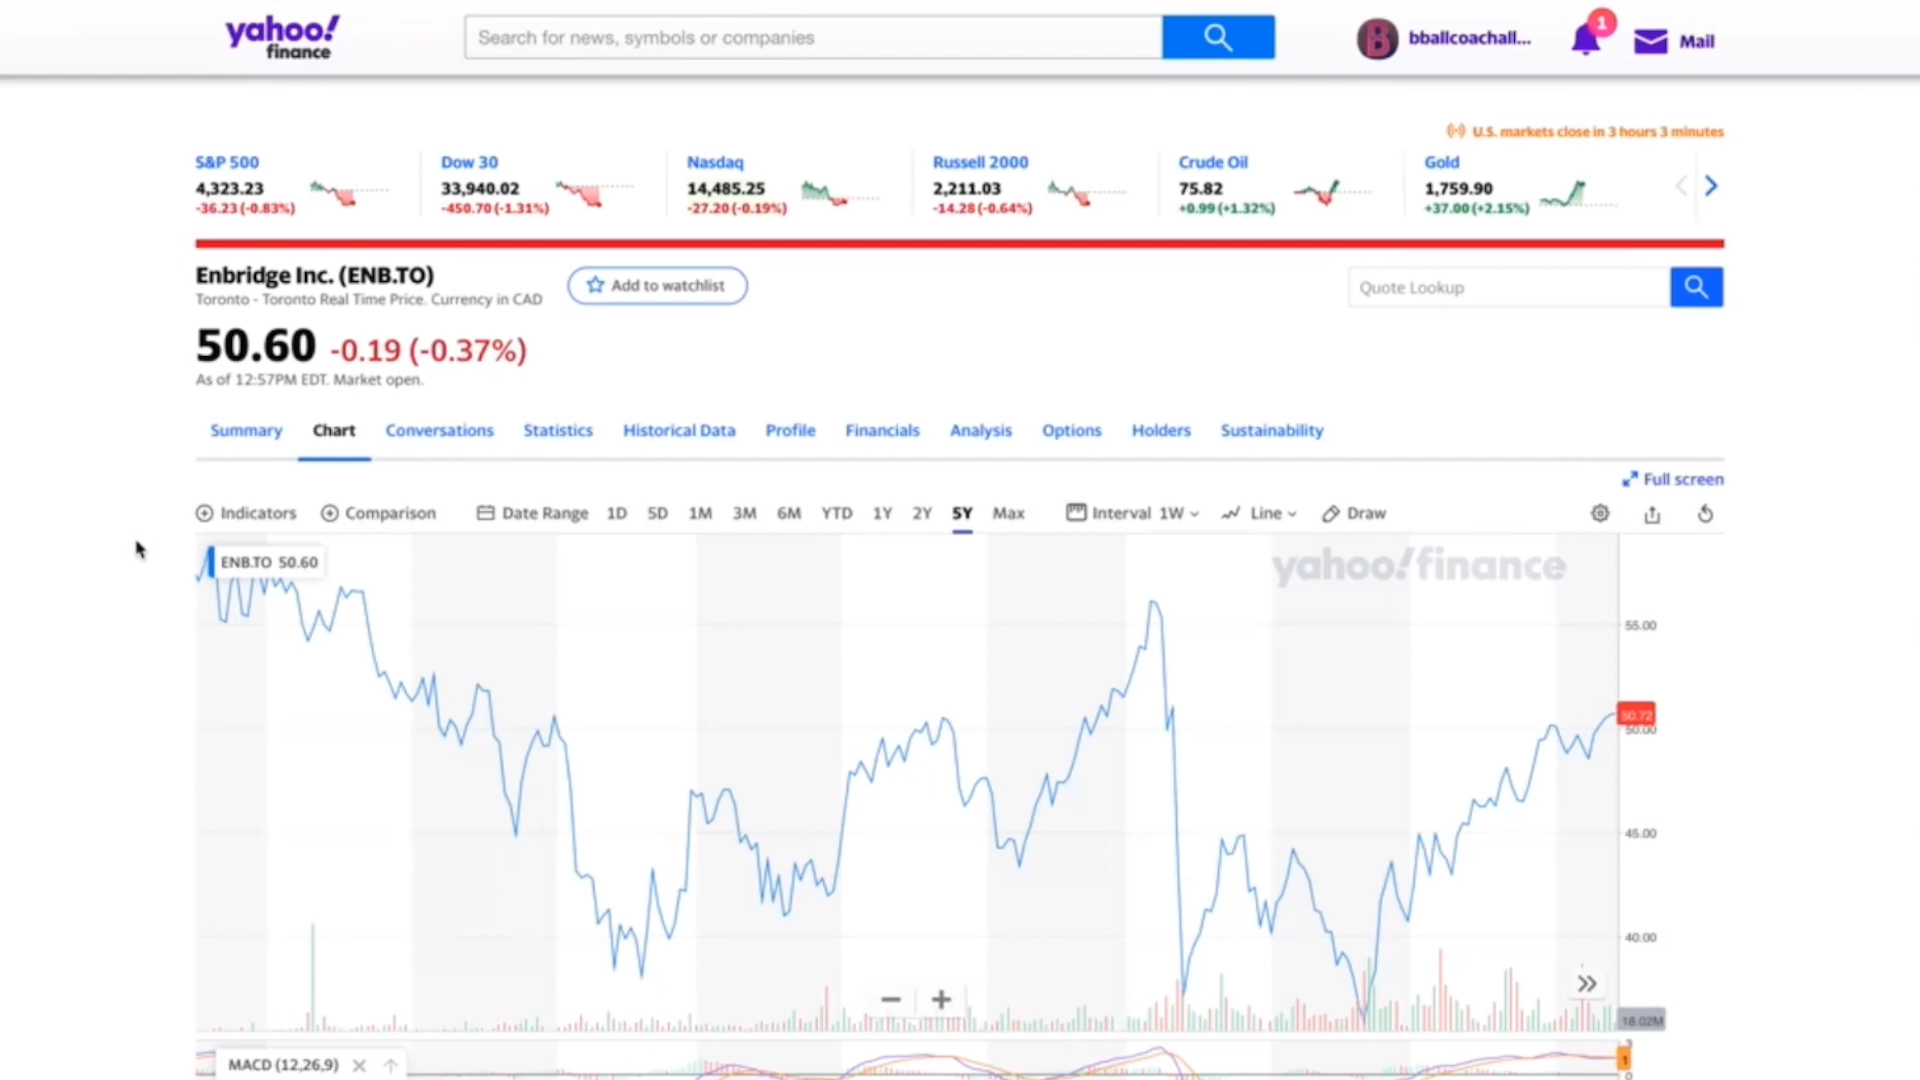 yahoo!
finance
Search for news, symbols or companies
B
bballcoachall...
1
Mail
U.S. markets close in 3 hours 3 minutes
S&P 500
4,323.23
-36.23 (-0.83%)
Dow 30
33,940.02
-450.70 (-1.31%)
Nasdaq
14,485.25
-27.20 (-0.19%)
Russell 2000
2,211.03
-14.28 (-0.64%)
Crude Oil
75.82
+0.99 (+1.32%)
Gold
1,759.90
+37.00 (+2.15%)
Enbridge Inc. (ENB.TO)
Toronto - Toronto Real Time Price. Currency in CAD
Add to watchlist
Quote Lookup
50.60 -0.19 (-0.37%)
As of 12:57PM EDT. Market open.
Summary Chart Conversations Statistics Historical Data Profile Financials Analysis Options Holders Sustainability
Full screen
Indicators Comparison Date Range 1D 5D 1M 3M 6M YTD 1Y 2Y 5Y Max Interval 1W Line Draw
ENB.TO 50.60
yahoo!finance
55.00
50.72
50.00
45.00
40.00
18.02M
MACD (12,26,9)
3
1
0